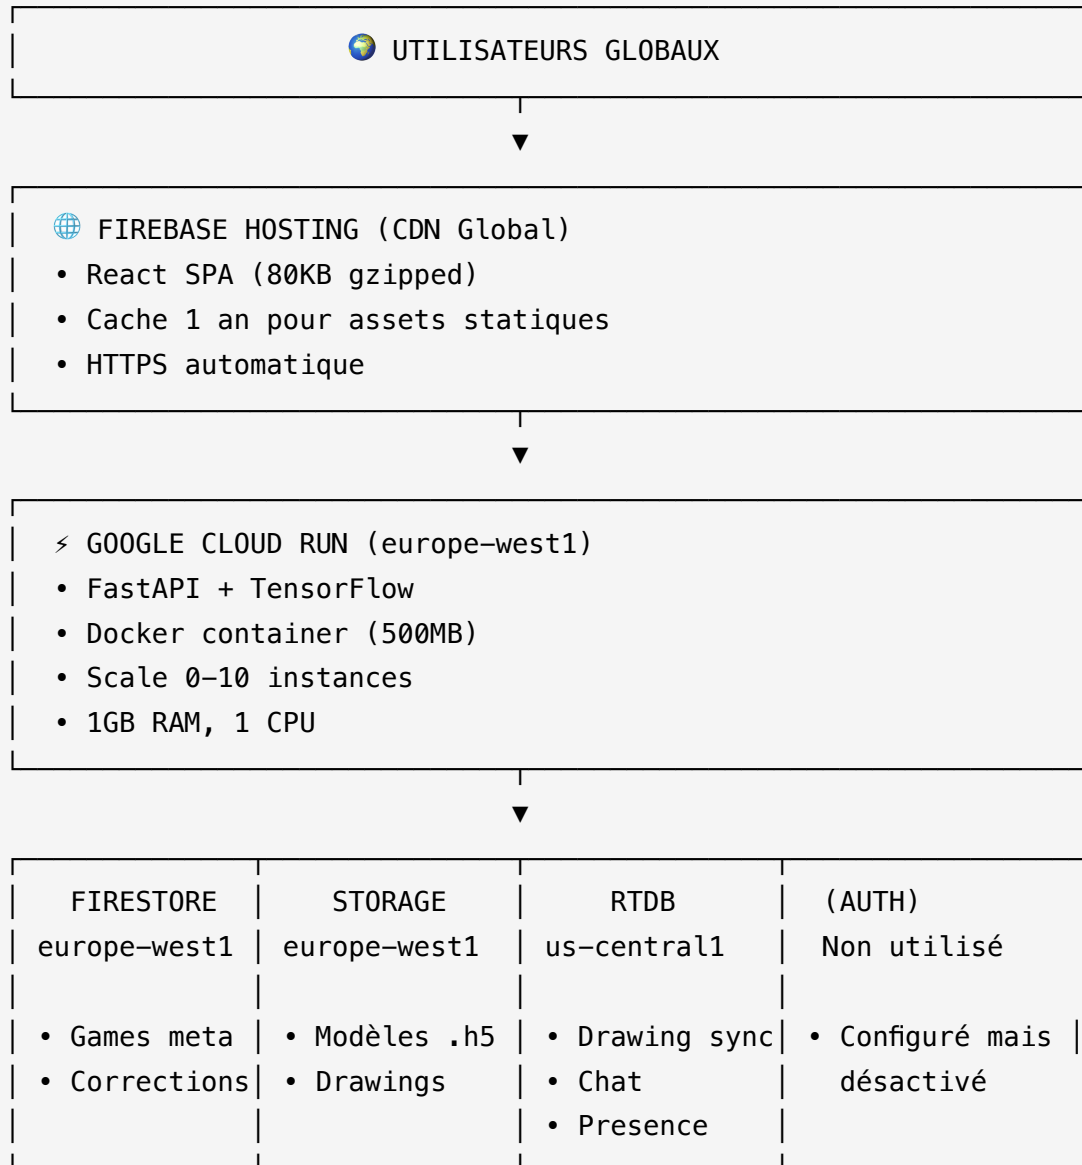 🌍 UTILISATEURS GLOBAUX
🌐 FIREBASE HOSTING (CDN Global)
• React SPA (80KB gzipped)
• Cache 1 an pour assets statiques
• HTTPS automatique
⚡ GOOGLE CLOUD RUN (europe-west1)
• FastAPI + TensorFlow
• Docker container (500MB)
• Scale 0-10 instances
• 1GB RAM, 1 CPU
FIRESTORE STORAGE RTDB (AUTH)
europe-west1 europe-west1 us-central1 Non utilisé
• Games meta • Modèles .h5 • Drawing sync • Configuré mais
• Corrections • Drawings • Chat désactivé
• Presence